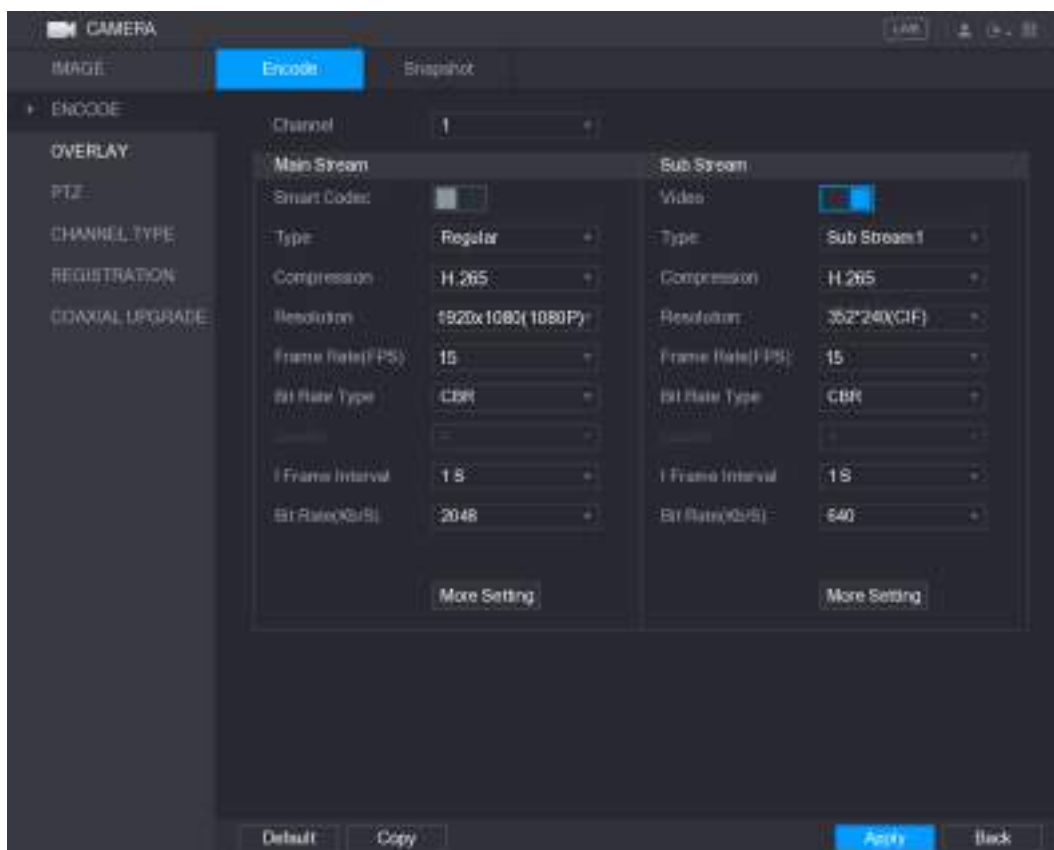 CAMERA
LIVE
IMAGE
Encode Snapshot
ENCODE
Channel 1
OVERLAY
Main Stream Sub Stream
PTZ
Smart Codec Video
CHANNEL TYPE
Type Regular Type Sub Stream1
REGISTRATION
Compression H.265 Compression H.265
COAXIAL UPGRADE
Resolution 1920x1080(1080P) Resolution 352*240(CIF)
Frame Rate(FPS) 15 Frame Rate(FPS) 15
Bit Rate Type CBR Bit Rate Type CBR
I Frame Interval 1 S I Frame Interval 1 S
Bit Rate(Kb/S) 2048 Bit Rate(Kb/S) 640
More Setting More Setting
Default Copy Apply Back